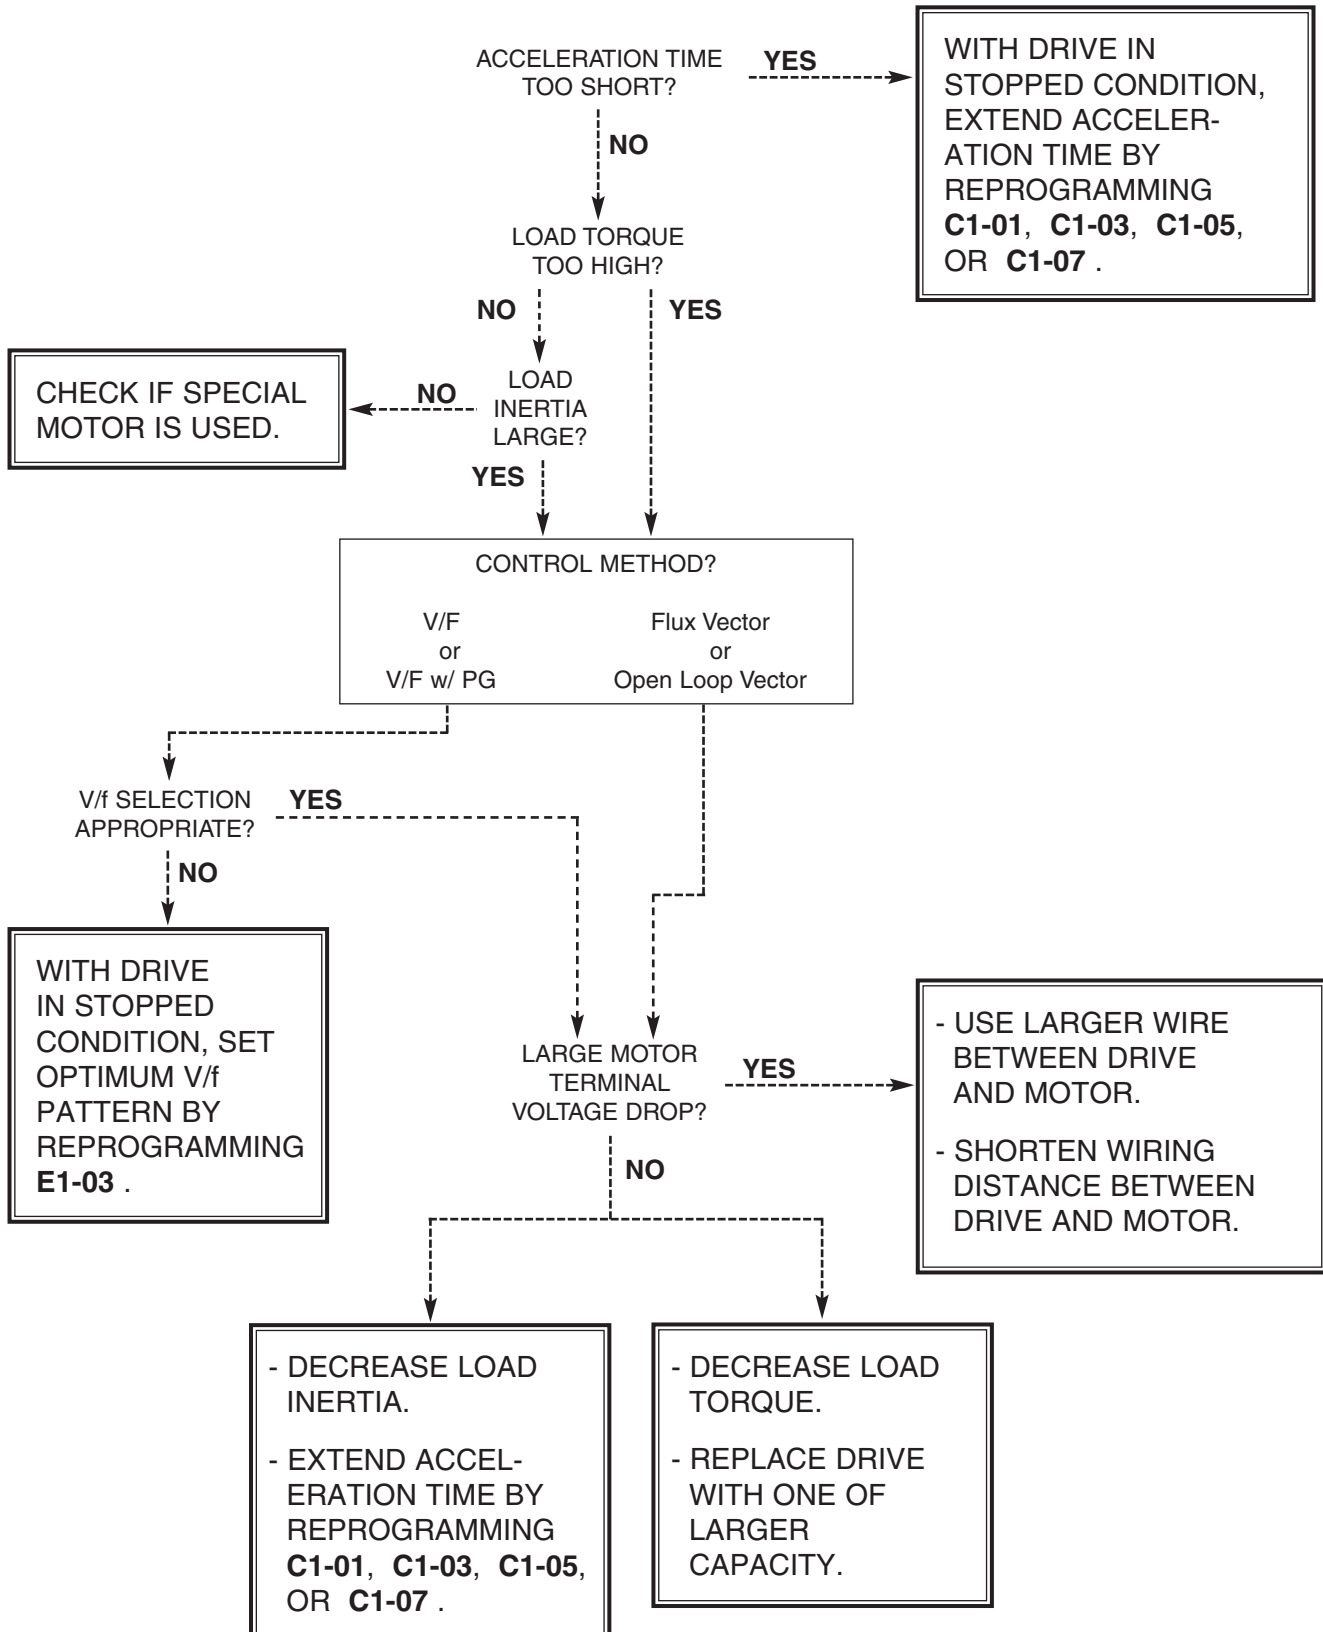 ACCELERATION TIME
TOO SHORT?
YES
WITH DRIVE IN
STOPPED CONDITION,
EXTEND ACCELER-
ATION TIME BY
REPROGRAMMING
C1-01, C1-03, C1-05,
OR C1-07 .
NO
LOAD TORQUE
TOO HIGH?
NO
YES
CHECK IF SPECIAL
MOTOR IS USED.
NO
LOAD
INERTIA
LARGE?
YES
CONTROL METHOD?
V/F
or
V/F w/ PG
Flux Vector
or
Open Loop Vector
V/f SELECTION
APPROPRIATE?
YES
NO
WITH DRIVE
IN STOPPED
CONDITION, SET
OPTIMUM V/f
PATTERN BY
REPROGRAMMING
E1-03 .
LARGE MOTOR
TERMINAL
VOLTAGE DROP?
YES
- USE LARGER WIRE
BETWEEN DRIVE
AND MOTOR.
- SHORTEN WIRING
DISTANCE BETWEEN
DRIVE AND MOTOR.
NO
- DECREASE LOAD
INERTIA.
- EXTEND ACCEL-
ERATION TIME BY
REPROGRAMMING
C1-01, C1-03, C1-05,
OR C1-07 .
- DECREASE LOAD
TORQUE.
- REPLACE DRIVE
WITH ONE OF
LARGER
CAPACITY.